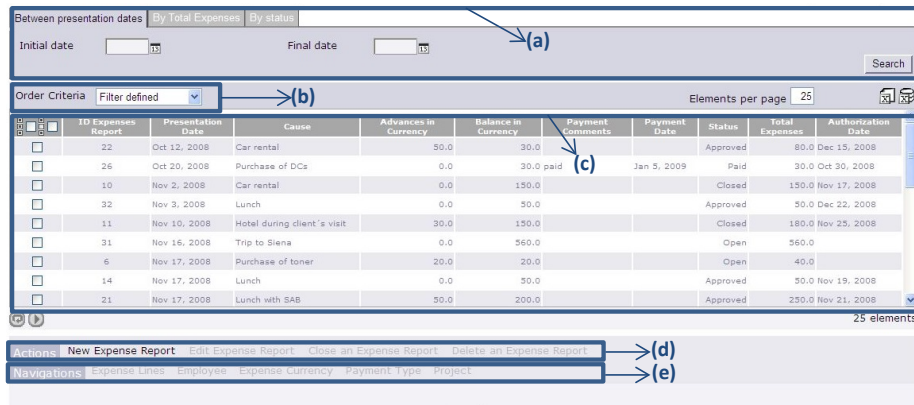 Between presentation dates By Total Expenses By status
Initial date 13 Final date 13 (a)
Search
Order Criteria Filter defined (b) Elements per page 25
ID Expenses Report Presentation Date Cause Advances in Currency Balance in Currency Payment Comments Payment Date Status Total Expenses Authorization Date
22 Oct 12, 2008 Car rental 50.0 30.0 Approved 80.0 Dec 15, 2008
(c)
26 Oct 20, 2008 Purchase of DCs 0.0 30.0 paid Jan 5, 2009 Paid 30.0 Oct 30, 2008
10 Nov 2, 2008 Car rental 0.0 150.0 Closed 150.0 Nov 17, 2008
32 Nov 3, 2008 Lunch 0.0 50.0 Approved 50.0 Dec 22, 2008
11 Nov 10, 2008 Hotel during client´s visit 30.0 150.0 Closed 180.0 Nov 25, 2008
31 Nov 16, 2008 Trip to Siena 0.0 560.0 Open 560.0
6 Nov 17, 2008 Purchase of toner 20.0 20.0 Open 40.0
14 Nov 17, 2008 Lunch 0.0 50.0 Approved 50.0 Nov 19, 2008
21 Nov 17, 2008 Lunch with SAB 50.0 200.0 Approved 250.0 Nov 21, 2008
25 elements
Actions New Expense Report Edit Expense Report Close an Expense Report Delete an Expense Report (d)
Navigations Expense Lines Employee Expense Currency Payment Type Project (e)